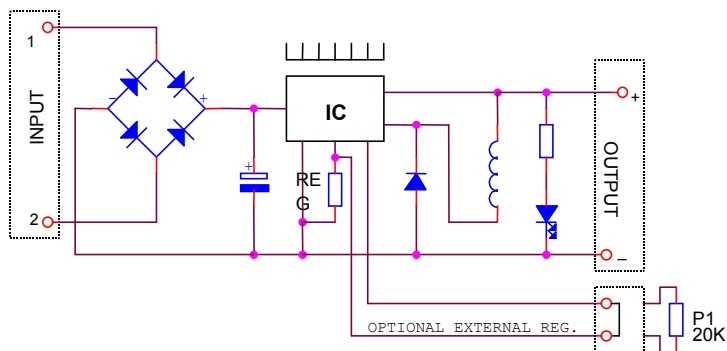 1
INPUT
2
−
+
IC
+
RE
G
+
OUTPUT
−
OPTIONAL EXTERNAL REG.
P1
20K